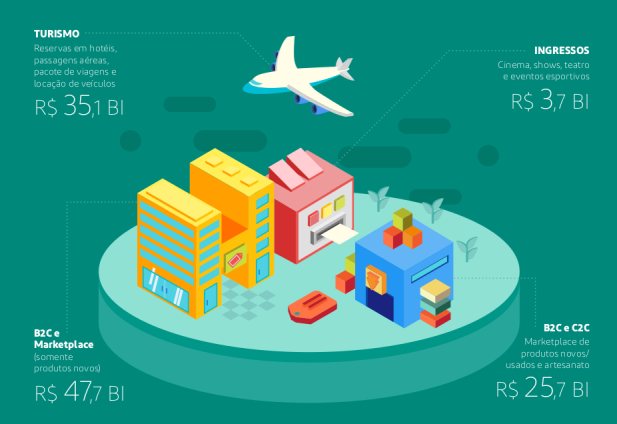 TURISMO
Reservas em hotéis,
passagens aéreas,
pacote de viagens e
locação de veículos
R$ 35,1 BI
INGRESSOS
Cinema, shows, teatro
e eventos esportivos
R$ 3,7 BI
B2C e
Marketplace
(somente
produtos novos)
R$ 47,7 BI
B2C e C2C
Marketplace de
produtos novos/
usados e artesanato
R$ 25,7 BI